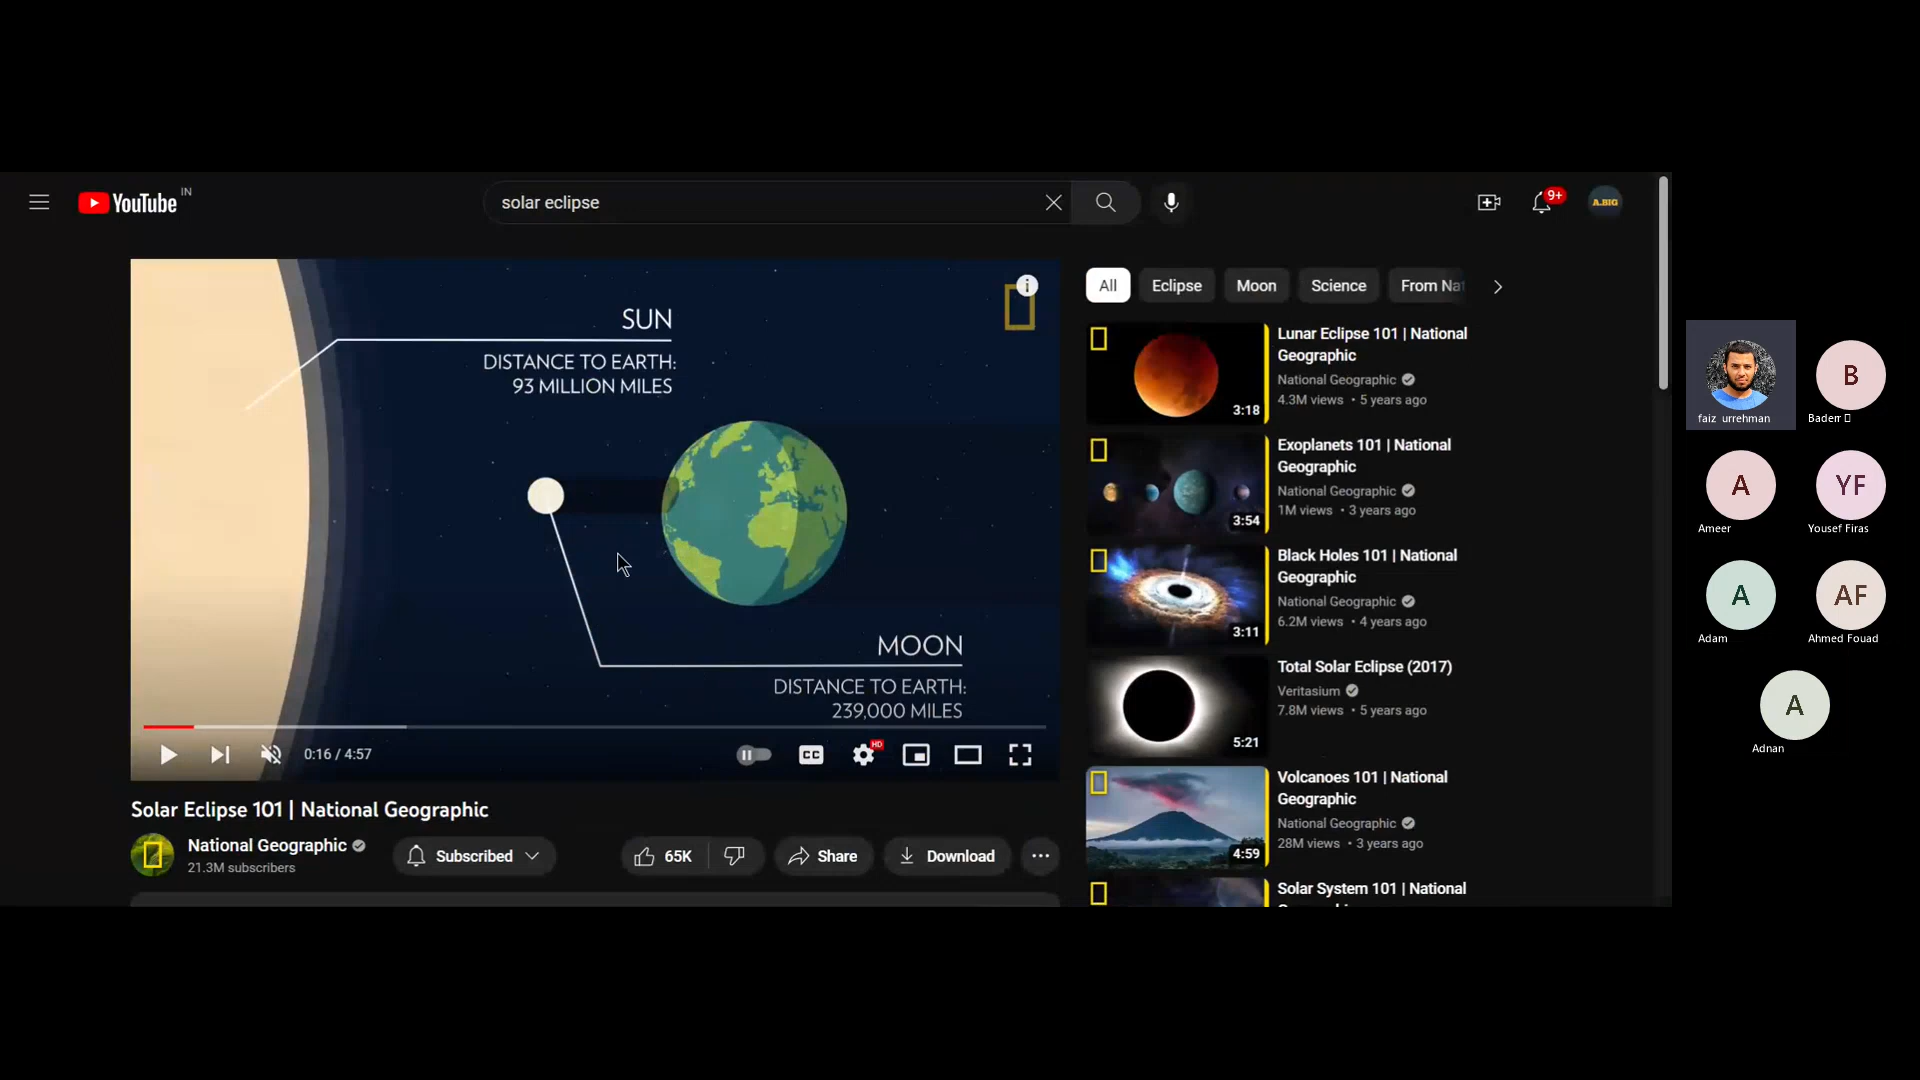 YouTube IN
solar eclipse
9+
A.BIG
SUN
DISTANCE TO EARTH:
93 MILLION MILES
MOON
DISTANCE TO EARTH:
239,000 MILES
0:16 / 4:57
CC
HD
Solar Eclipse 101 | National Geographic
National Geographic
21.3M subscribers
Subscribed
65K
Share
Download
All
Eclipse
Moon
Science
From Nat
Lunar Eclipse 101 | National
Geographic
National Geographic
4.3M views • 5 years ago
3:18
Exoplanets 101 | National
Geographic
National Geographic
1M views • 3 years ago
3:54
Black Holes 101 | National
Geographic
National Geographic
6.2M views • 4 years ago
3:11
Total Solar Eclipse (2017)
Veritasium
7.8M views • 5 years ago
5:21
Volcanoes 101 | National
Geographic
National Geographic
28M views • 3 years ago
4:59
Solar System 101 | National
faiz urrehman
B
Baderr
A
Ameer
YF
Yousef Firas
A
Adam
AF
Ahmed Fouad
A
Adnan